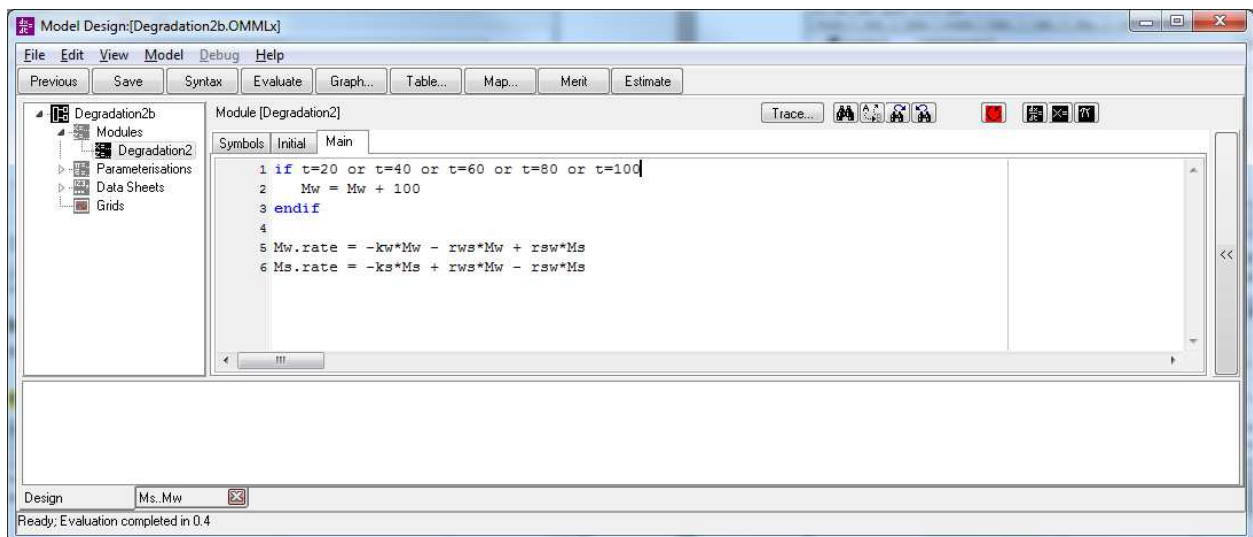 Model Design:[Degradation2b.OMMLx]
File Edit View Model Debug Help
Previous Save Syntax Evaluate Graph... Table... Map... Merit Estimate
Degradation2b
Modules
Degradation2
Parameterisations
Data Sheets
Grids
Module [Degradation2]
Trace...
Symbols Initial Main
1 if t=20 or t=40 or t=60 or t=80 or t=100
2 Mw = Mw + 100
3 endif
4
5 Mw.rate = -kw*Mw - rws*Mw + rsw*Ms
6 Ms.rate = -ks*Ms + rws*Mw - rsw*Ms
<<
Design Ms..Mw
Ready; Evaluation completed in 0.4